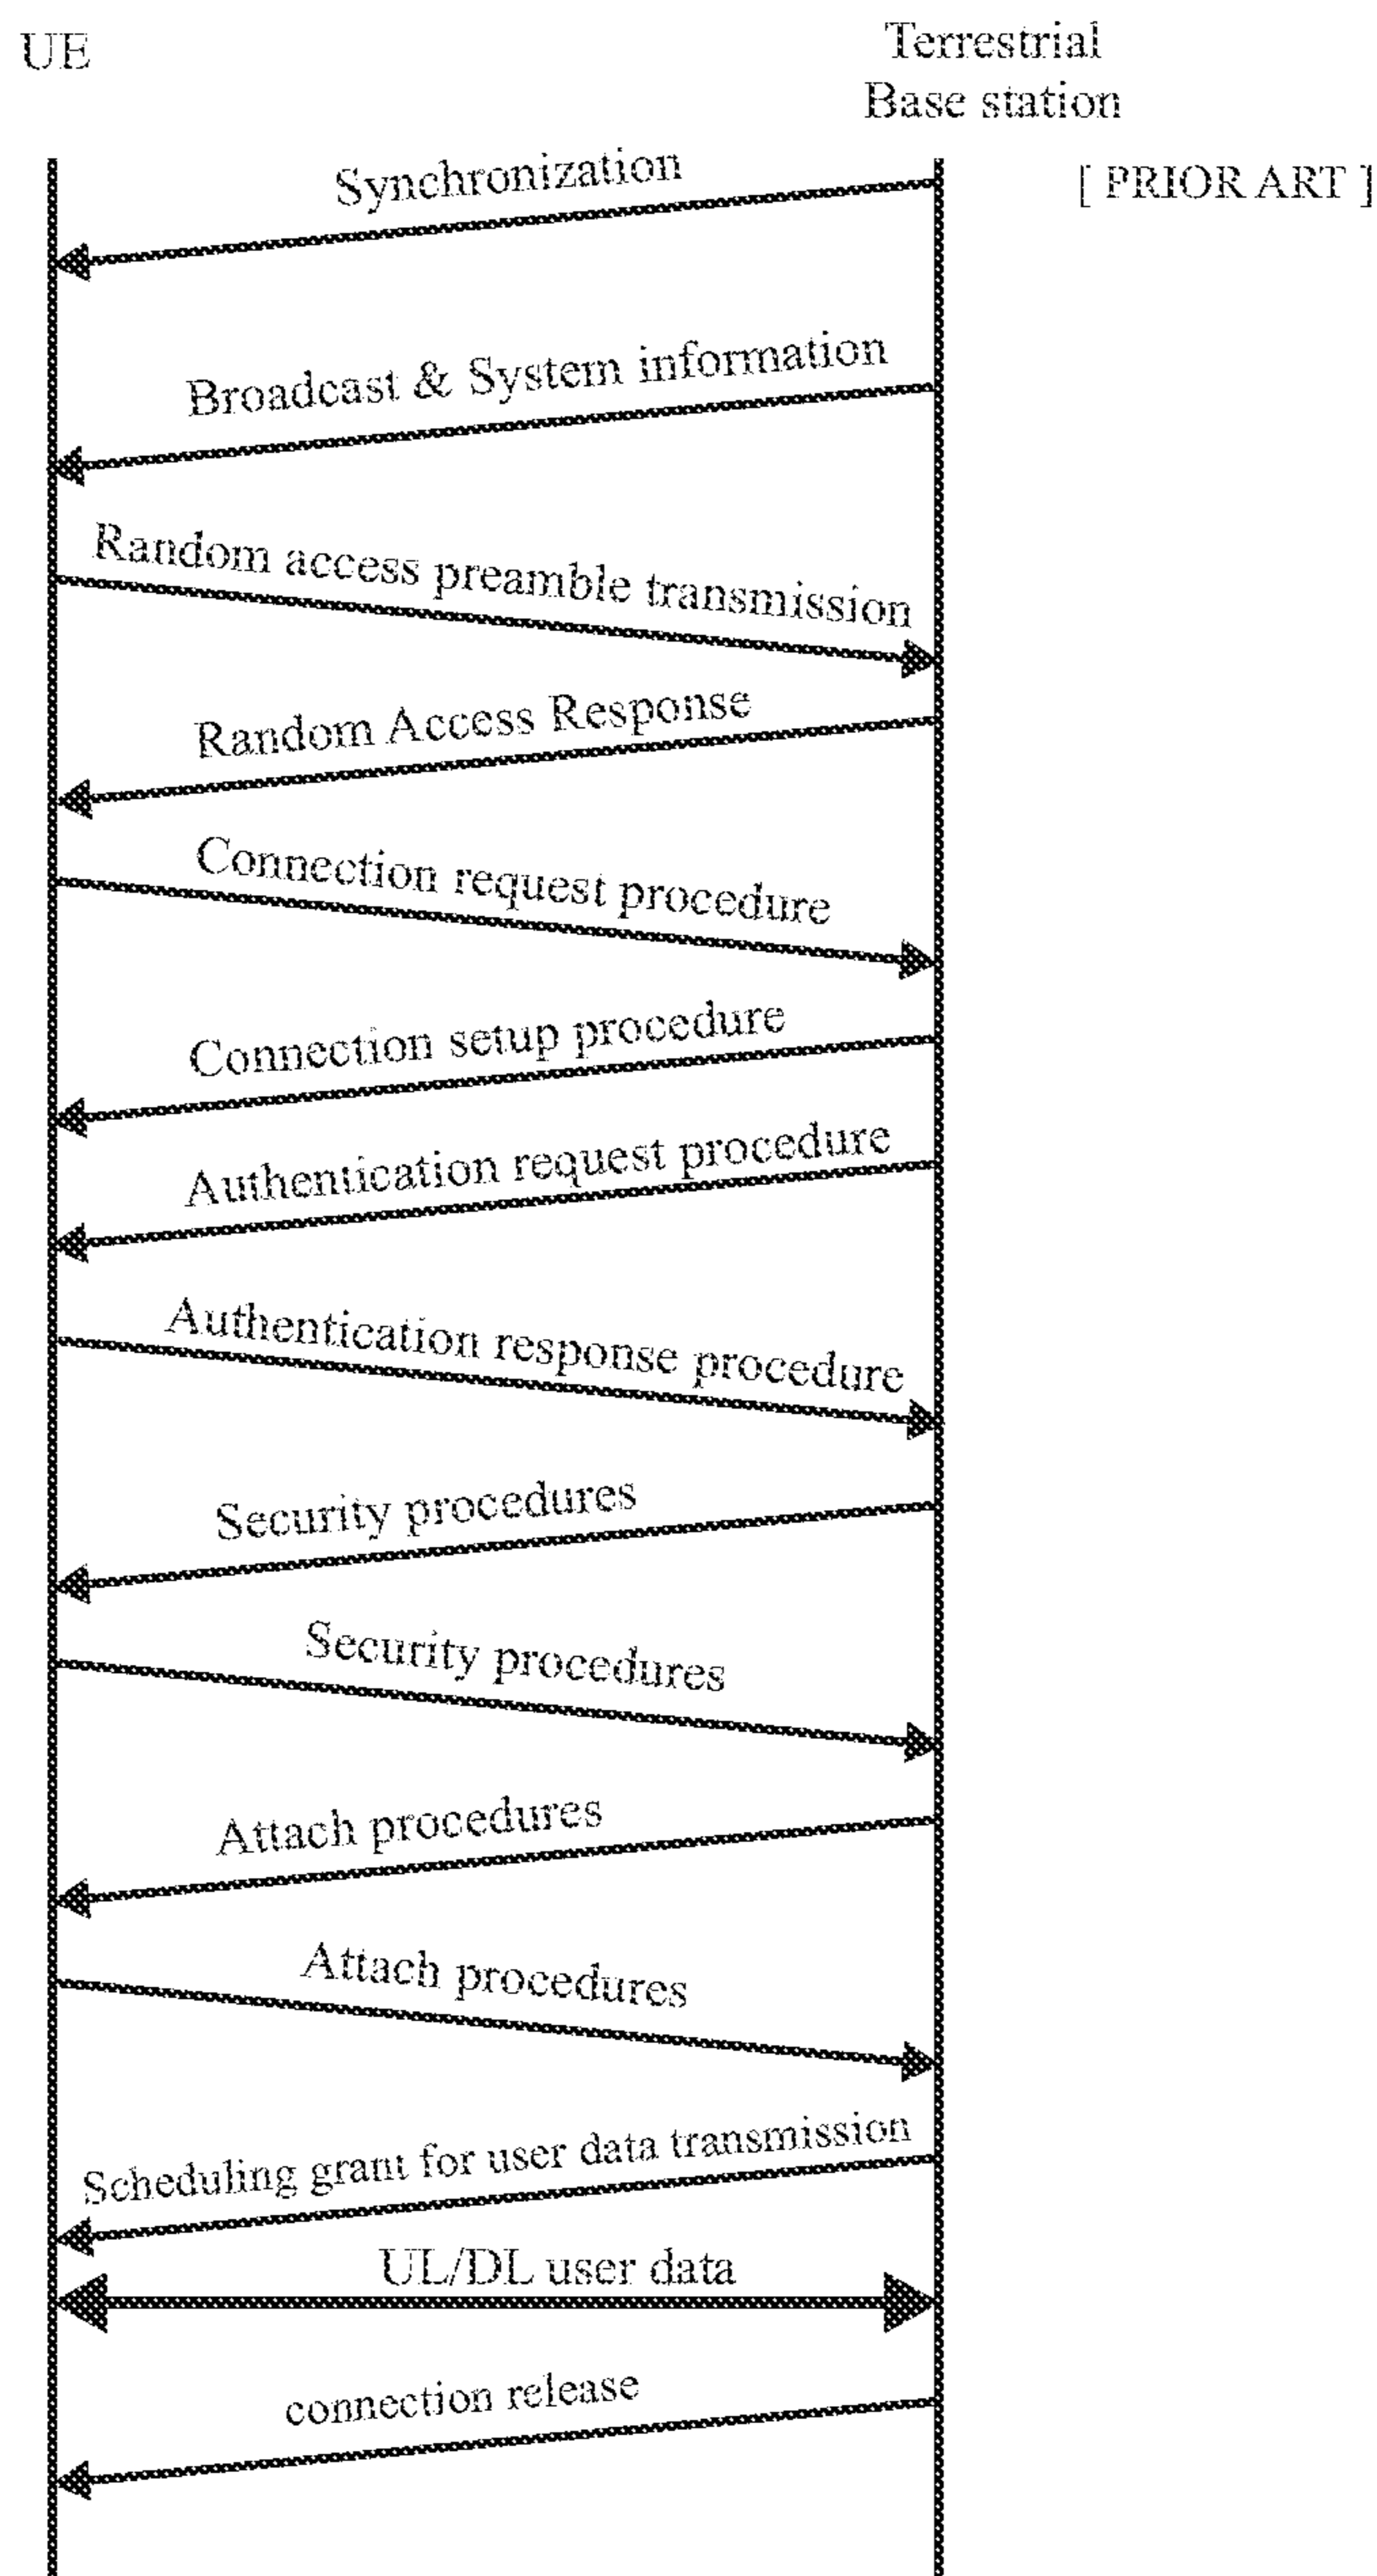 UE
Terrestrial
Base station
[ PRIOR ART ]
Synchronization
Broadcast & System information
Random access preamble transmission
Random Access Response
Connection request procedure
Connection setup procedure
Authentication request procedure
Authentication response procedure
Security procedures
Security procedures
Attach procedures
Attach procedures
Scheduling grant for user data transmission
UL/DL user data
connection release